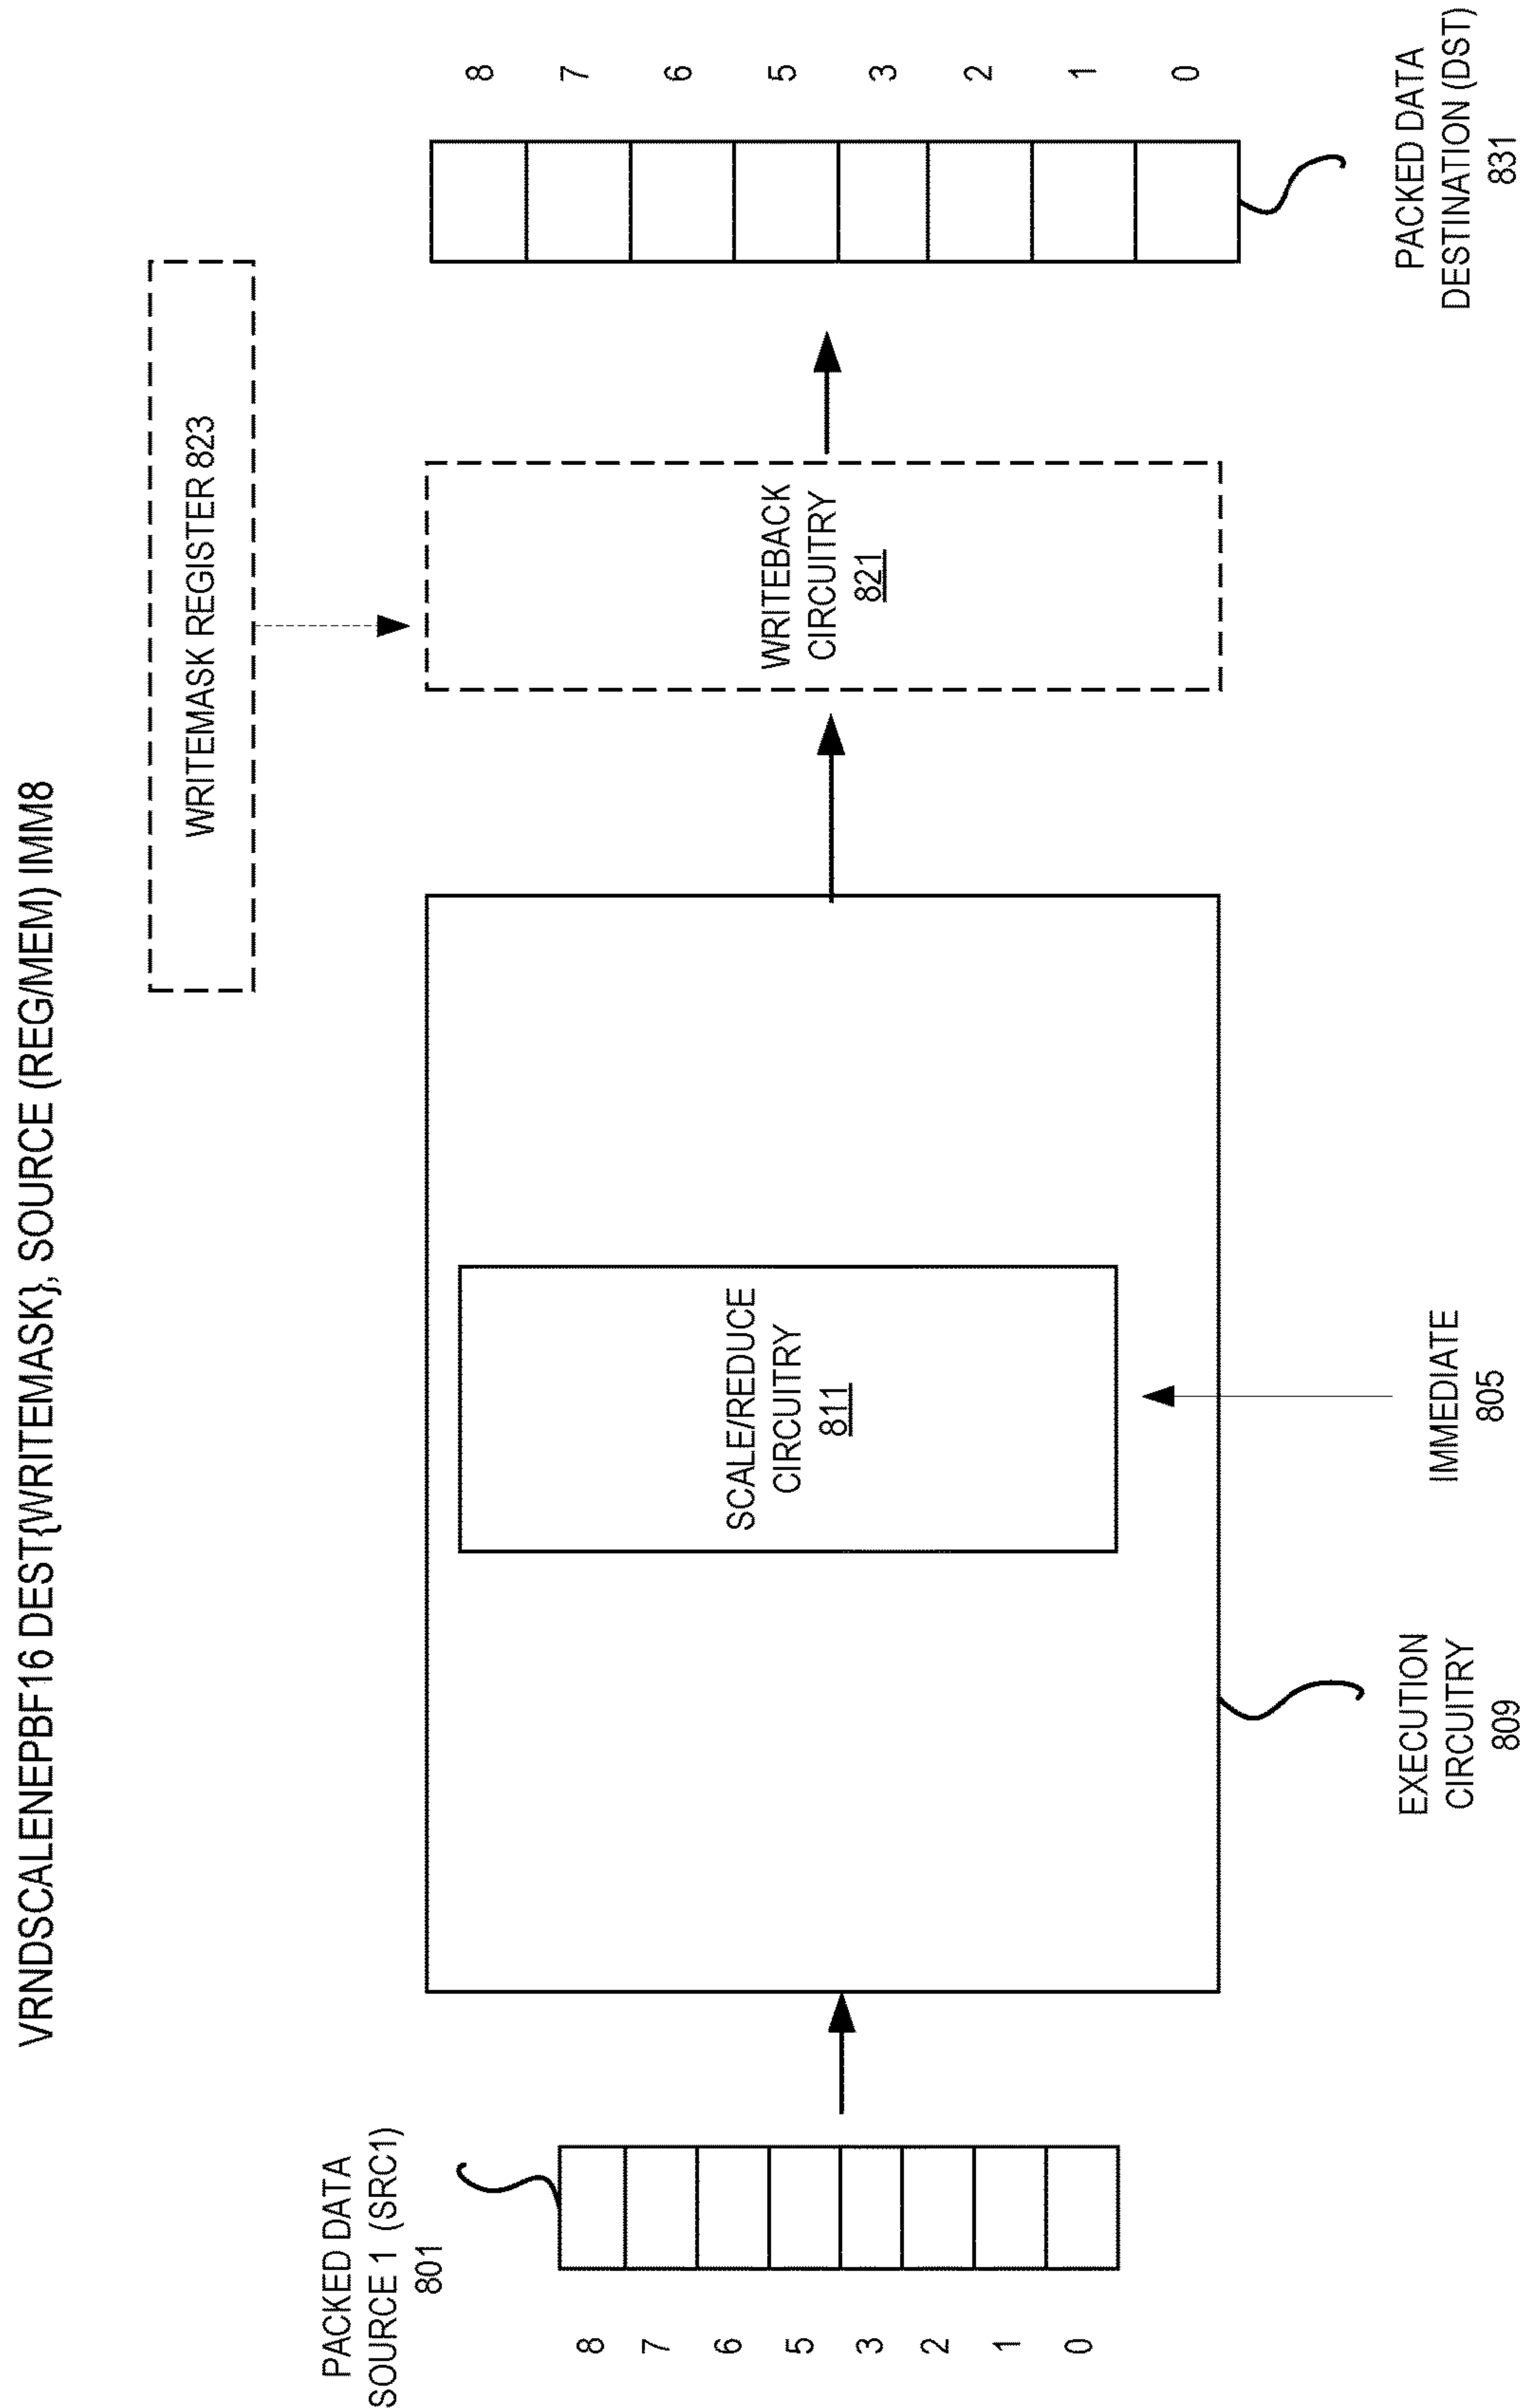 VRNDSCALENEPBF16 DEST{WRITEMASK}, SOURCE (REG/MEM) IMM8
WRITEMASK REGISTER 823
PACKED DATA
SOURCE 1 (SRC1)
801
8
7
6
5
3
2
1
0
SCALE/REDUCE
CIRCUITRY
811
EXECUTION
CIRCUITRY
809
IMMEDIATE
805
WRITEBACK
CIRCUITRY
821
8
7
6
5
3
2
1
0
PACKED DATA
DESTINATION (DST)
831